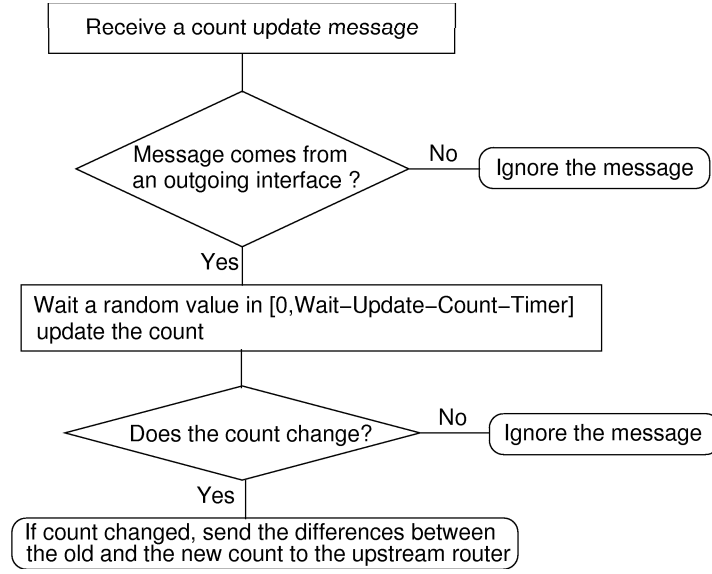 Receive a count update message
Message comes from
No
Ignore the message
an outgoing interface ?
Yes
Wait a random value in [0,Wait−Update−Count−Timer]
update the count
Does the count change?
No
Ignore the message
Yes
If count changed, send the differences between
the old and the new count to the upstream router